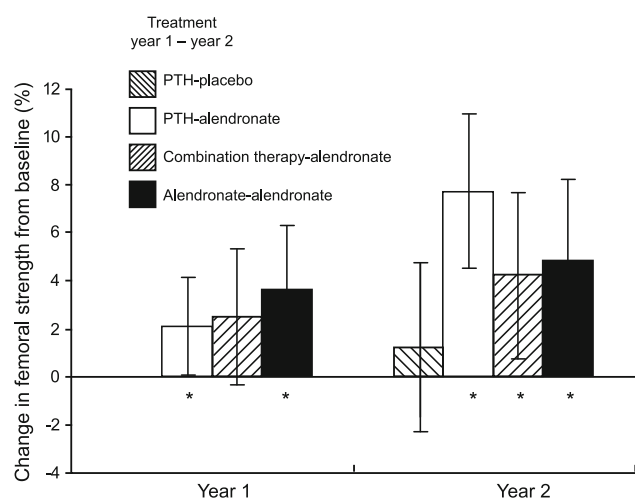 Treatment
year 1 – year 2
PTH-placebo
PTH-alendronate
Combination therapy-alendronate
Alendronate-alendronate
Change in femoral strength from baseline (%)
12
10
8
6
4
2
0
-2
-4
* *
* * *
Year 1
Year 2